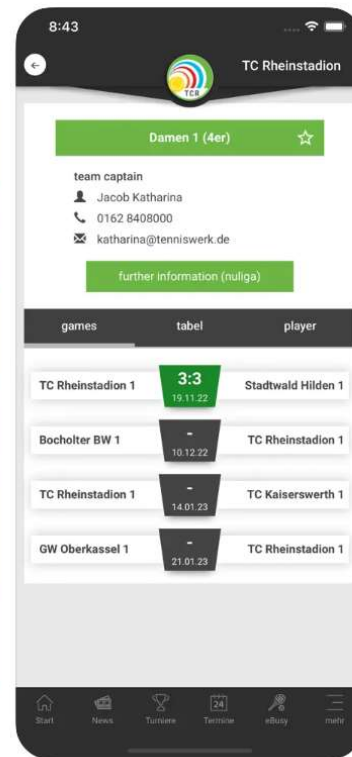 8:43
TC Rheinstadion
TCR
Damen 1 (4er)
team captain
Jacob Katharina
0162 8408000
katharina@tenniswerk.de
further information (nuliga)
games tabel player
TC Rheinstadion 1 3:3 Stadtwald Hilden 1
19.11.22
Bocholter BW 1 - TC Rheinstadion 1
10.12.22
TC Rheinstadion 1 - TC Kaiserswerth 1
14.01.23
GW Oberkassel 1 - TC Rheinstadion 1
21.01.23
24
Start News Turniere Termine eBusy mehr